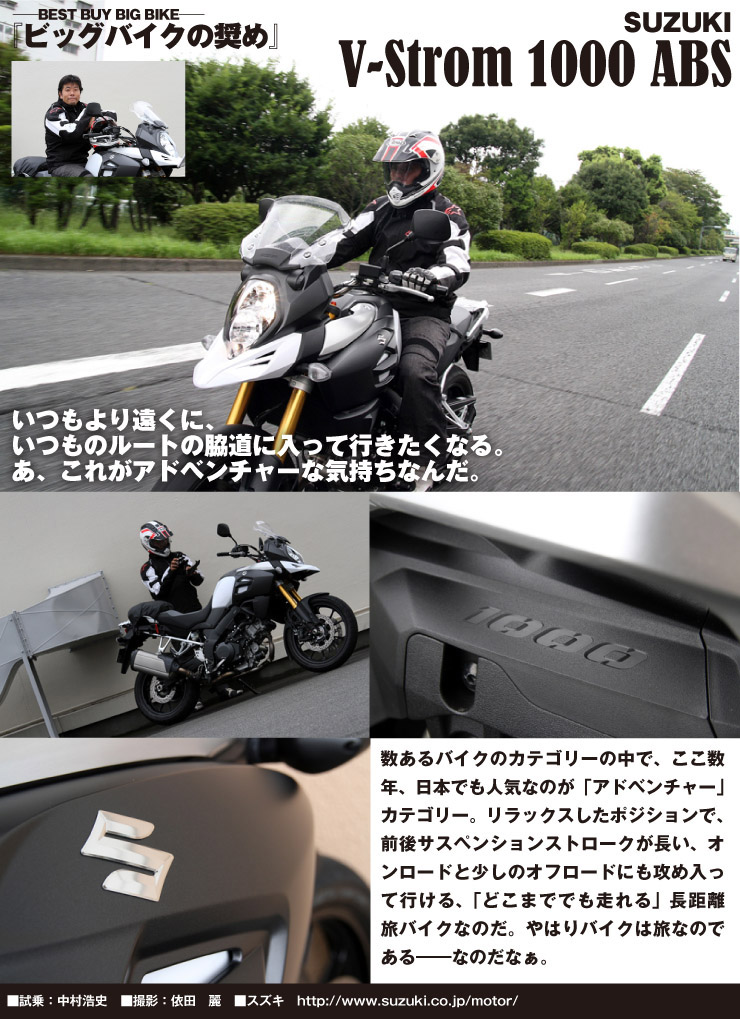 BEST BUY BIG BIKE
『ビッグバイクの奨め』
SUZUKI
V-Strom 1000 ABS
いつもより遠くに、
いつものルートの脇道に入って行きたくなる。
あ、これがアドベンチャーな気持ちなんだ。
1000
数あるバイクのカテゴリーの中で、ここ数
年、日本でも人気なのが「アドベンチャー」
カテゴリー。リラックスしたポジションで、
前後サスペンションストロークが長い、オ
ンロードと少しのオフロードにも攻め入っ
て行ける、「どこまででも走れる」長距離
旅バイクなのだ。やはりバイクは旅なので
ある――なのだなぁ。
■試乗：中村浩史　■撮影：依田　麗　■スズキ　http://www.suzuki.co.jp/motor/